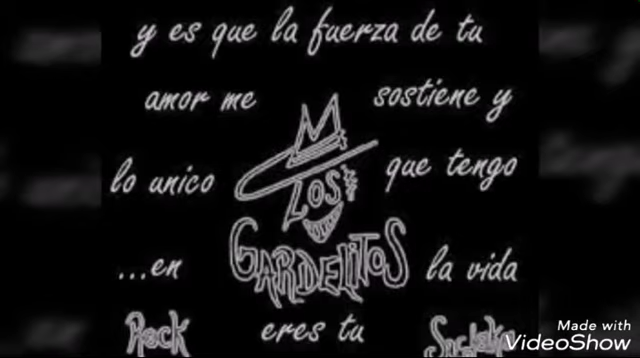 y es que la fuerza de tu
amor me sostiene y
lo unico que tengo
LOS
GARDELITOS
...en la vida
Rock eres tu
Made with
VideoShow